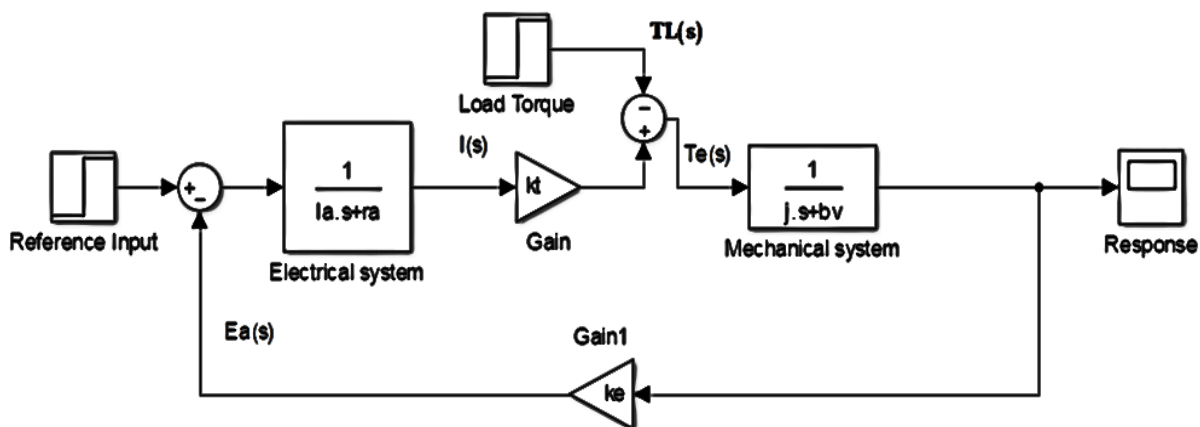 TL(s)
Load Torque
I(s)
Te(s)
+
-
1
la.s+ra
kt
-
+
1
j.s+bv
Reference Input
Electrical system
Gain
Mechanical system
Response
Ea(s)
Gain1
ke